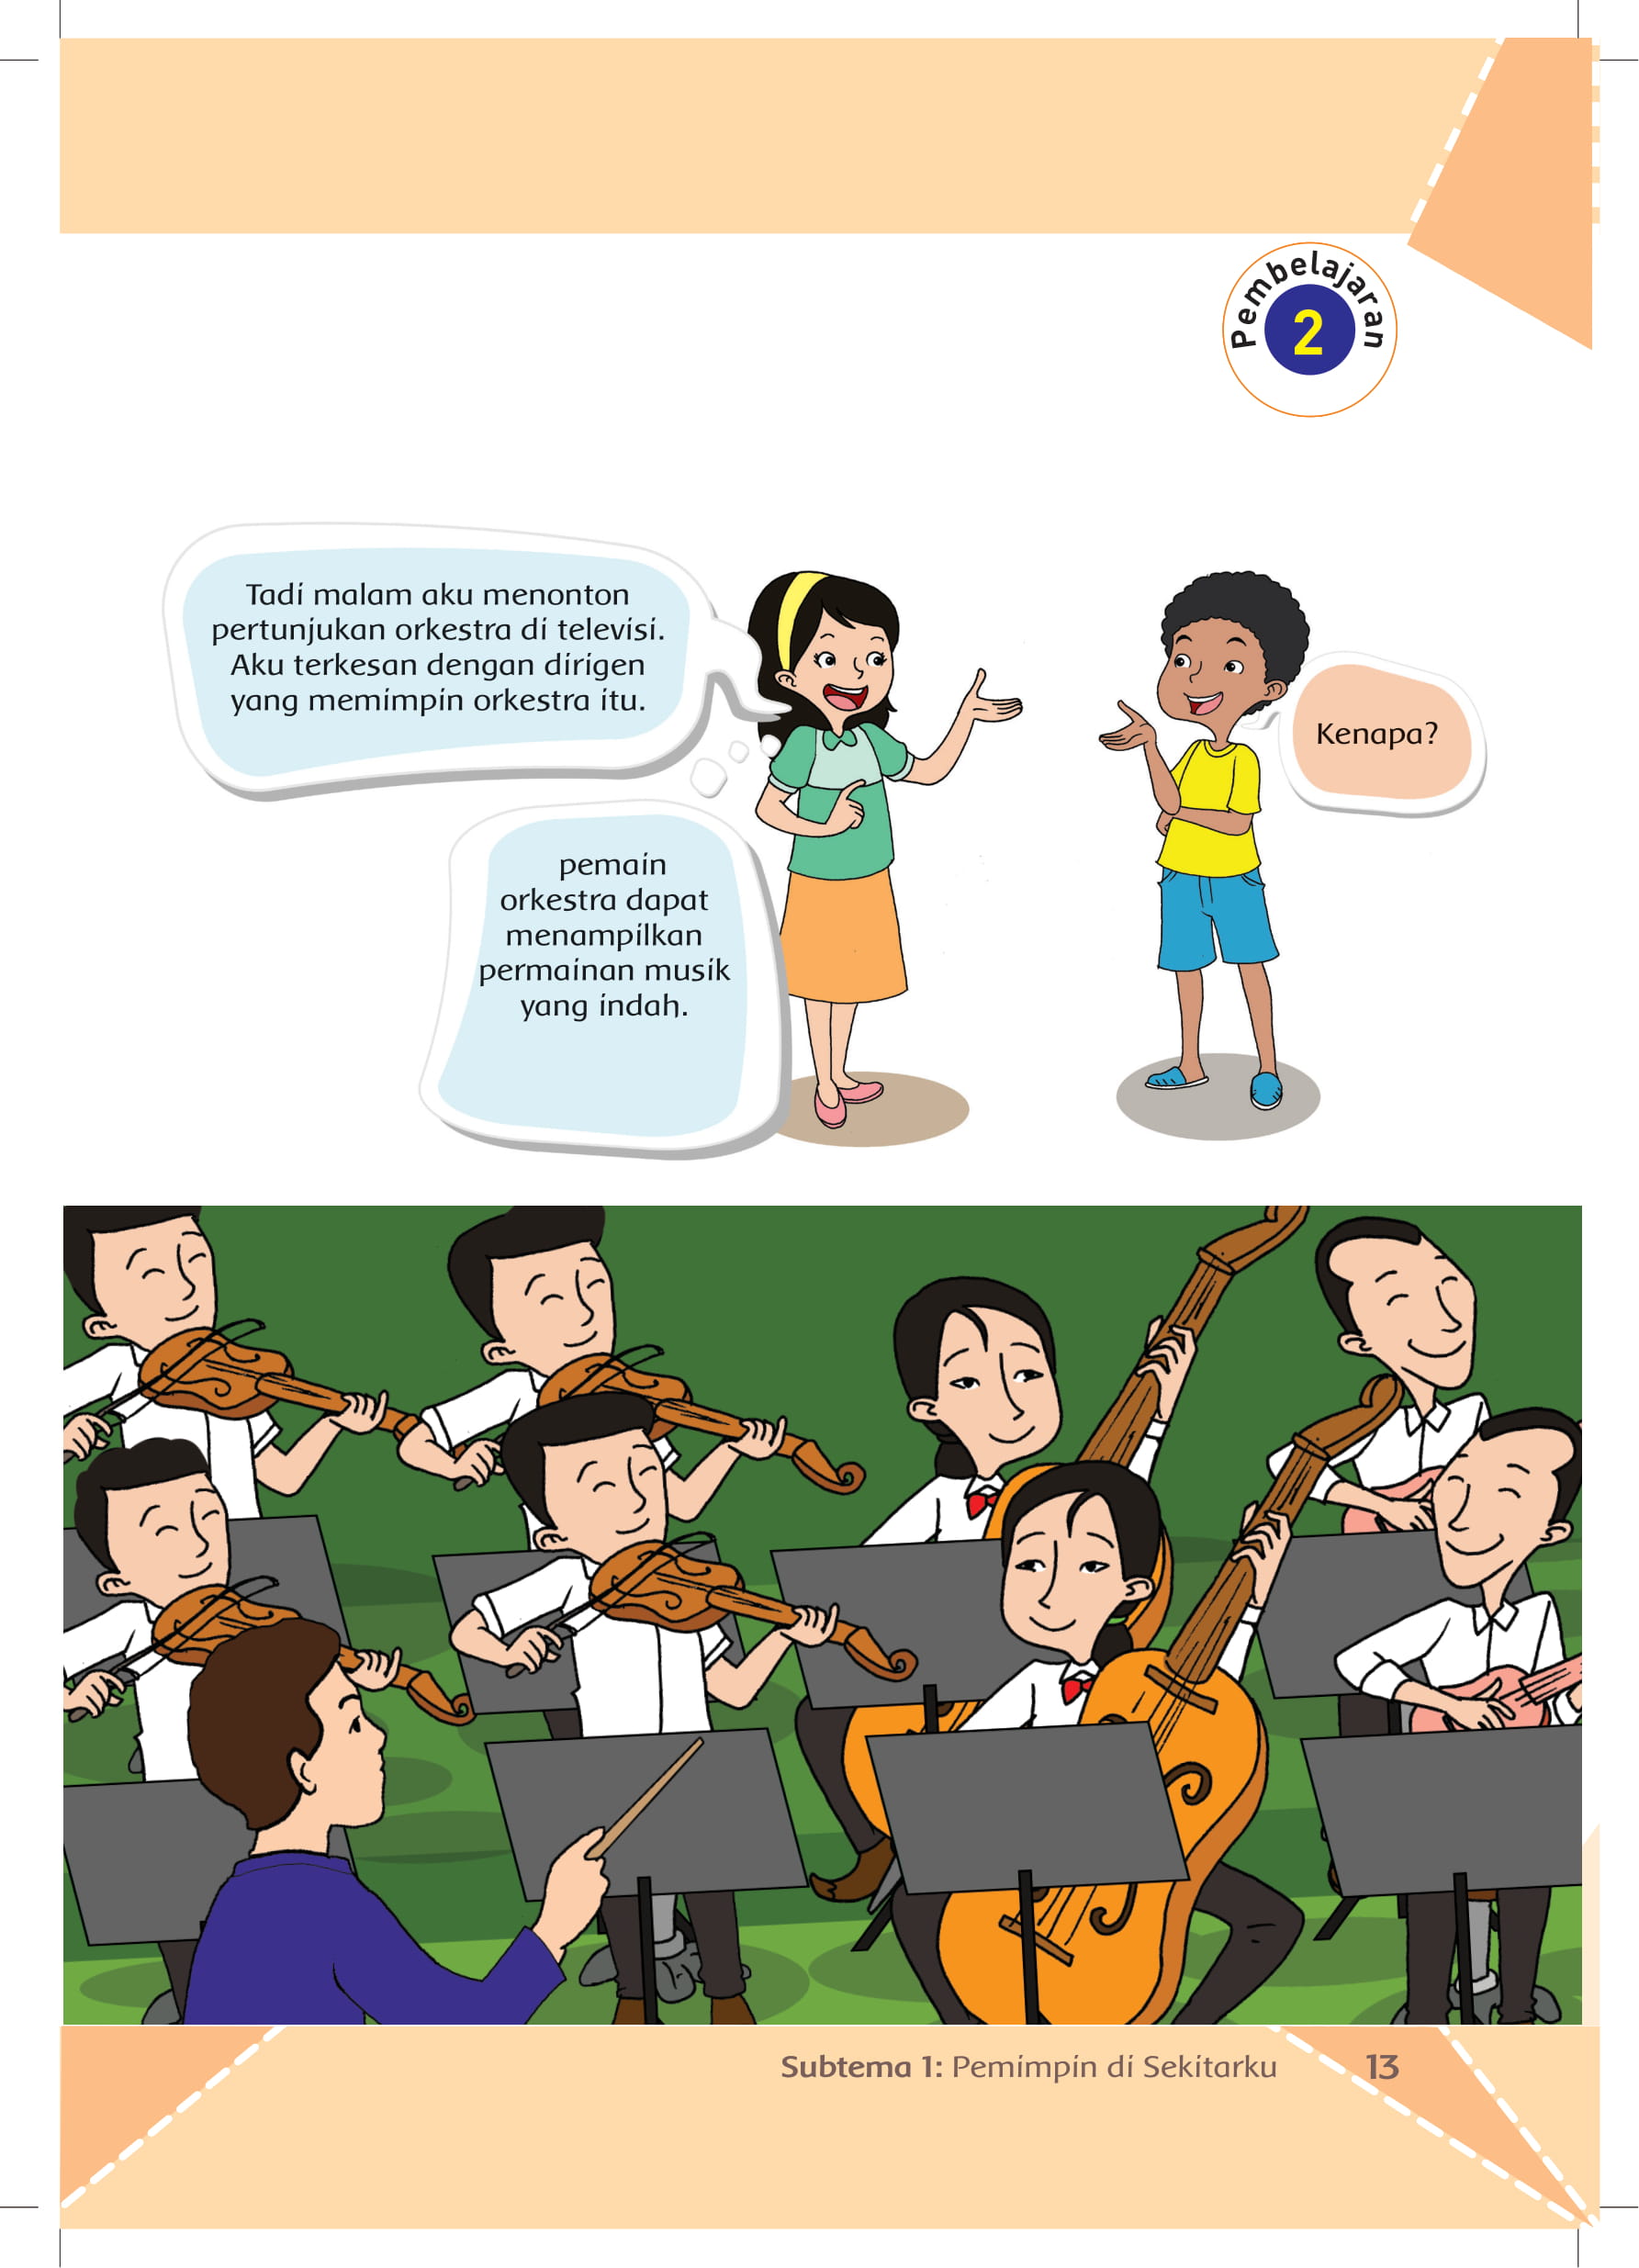 Pembelajaran
2
Tadi malam aku menonton
pertunjukan orkestra di televisi.
Aku terkesan dengan dirigen
yang memimpin orkestra itu.
Kenapa?
pemain
orkestra dapat
menampilkan
permainan musik
yang indah.
Subtema 1: Pemimpin di Sekitarku
13